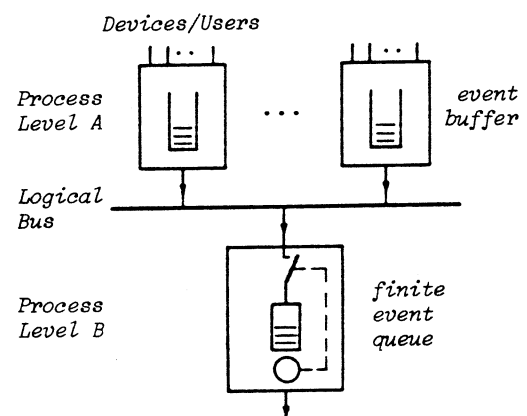 Devices/Users
Process
Level A
event
buffer
Logical
Bus
Process
Level B
finite
event
queue